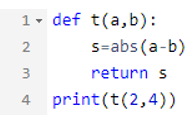 1 def t(a,b):
2     s=abs(a-b)
3     return s
4 print(t(2,4))